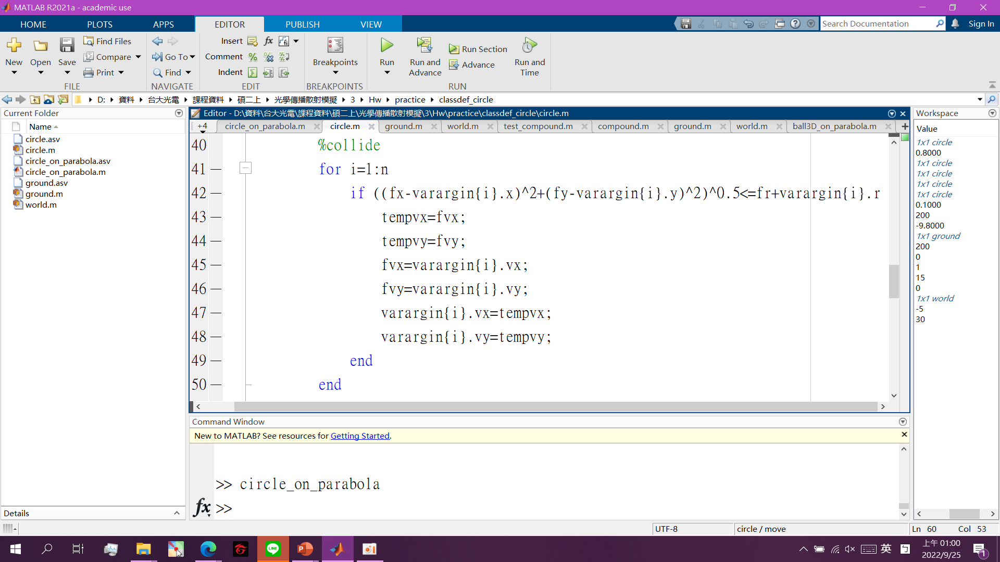 MATLAB R2021a - academic use
HOME PLOTS APPS EDITOR PUBLISH VIEW Search Documentation Sign In
New Open Save Find Files Compare Print Go To Find Insert fx Comment Indent Breakpoints Run Run and Advance Run Section Advance Run and Time
FILE NAVIGATE EDIT BREAKPOINTS RUN
D: 資料 台大光電 課程資料 碩二上 光學傳播散射模擬 3 Hw practice classdef_circle
Current Folder
Name
circle.asv
circle.m
circle_on_parabola.asv
circle_on_parabola.m
ground.asv
ground.m
world.m
Details
Editor - D:\資料\台大光電\課程資料\碩二上\光學傳播散射模擬\3\Hw\practice\classdef_circle\circle.m
+4 circle_on_parabola.m circle.m ground.m world.m test_compound.m compound.m ground.m world.m ball3D_on_parabola.m
40 %collide
41 for i=1:n
42 if ((fx-varargin{i}.x)^2+(fy-varargin{i}.y)^2)^0.5<=fr+varargin{i}.r
43 tempvx=fvx;
44 tempvy=fvy;
45 fvx=varargin{i}.vx;
46 fvy=varargin{i}.vy;
47 varargin{i}.vx=tempvx;
48 varargin{i}.vy=tempvy;
49 end
50 end
Command Window
New to MATLAB? See resources for Getting Started.
>> circle_on_parabola
fx >>
Workspace
Value
1x1 circle
0.8000
1x1 circle
1x1 circle
1x1 circle
1x1 circle
0.1000
200
-9.8000
1x1 ground
200
0
1
15
0
1x1 world
-5
30
UTF-8 circle / move Ln 60 Col 53
LINE P 英 上午 01:00
2022/9/25 1